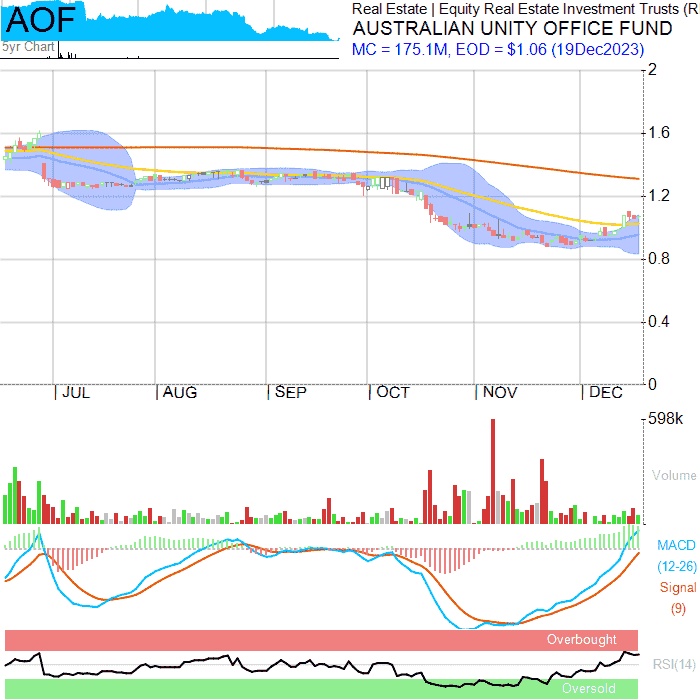 AOF
5yr Chart
Real Estate | Equity Real Estate Investment Trusts (R
AUSTRALIAN UNITY OFFICE FUND
MC = 175.1M, EOD = $1.06 (19Dec2023)
2
1.6
1.2
0.8
0.4
0
JUL AUG SEP OCT NOV DEC
598k
Volume
MACD
(12-26)
Signal
(9)
Overbought
RSI(14)
Oversold